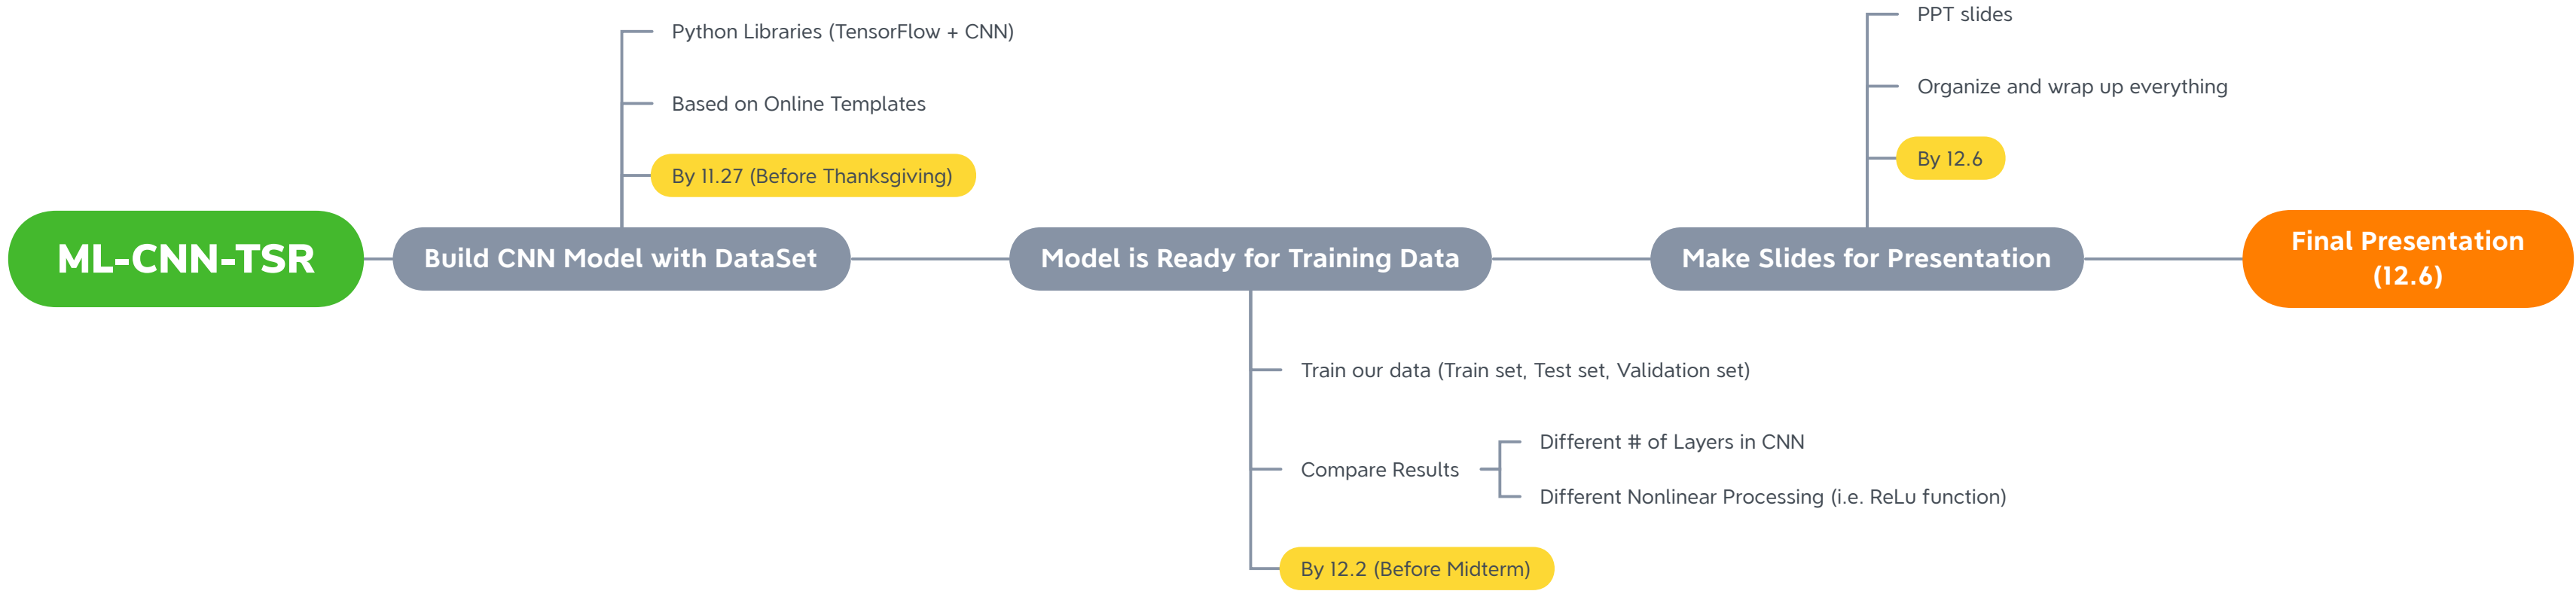 ML-CNN-TSR
Build CNN Model with DataSet
Python Libraries (TensorFlow + CNN)
Based on Online Templates
By 11.27 (Before Thanksgiving)
Model is Ready for Training Data
Train our data (Train set, Test set, Validation set)
Compare Results
Different # of Layers in CNN
Different Nonlinear Processing (i.e. ReLu function)
By 12.2 (Before Midterm)
Make Slides for Presentation
PPT slides
Organize and wrap up everything
By 12.6
Final Presentation
(12.6)